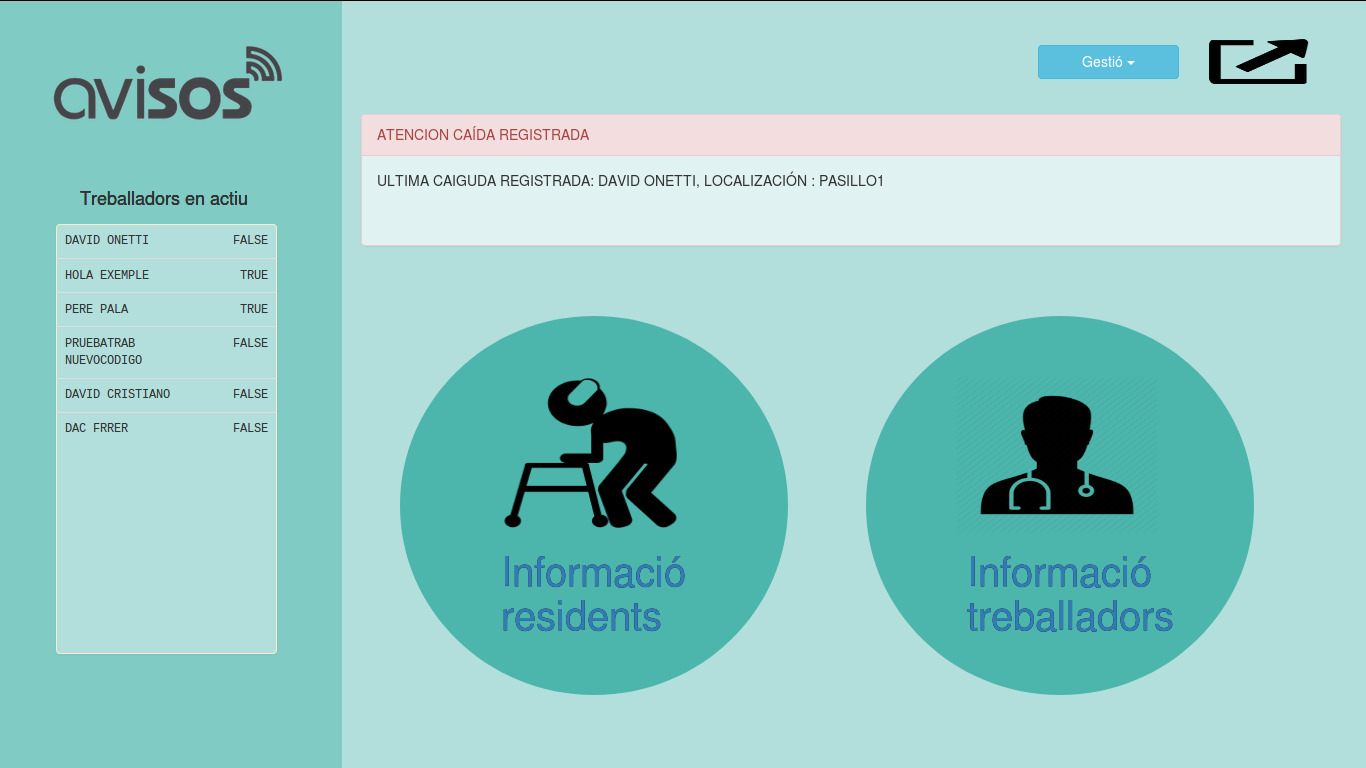 avisos
Gestió
ATENCION CAÍDA REGISTRADA
ULTIMA CAIGUDA REGISTRADA: DAVID ONETTI, LOCALIZACIÓN : PASILLO1
Treballadors en actiu
DAVID ONETTI FALSE
HOLA EXEMPLE TRUE
PERE PALA TRUE
PRUEBATRAB FALSE
NUEVOCODIGO
DAVID CRISTIANO FALSE
DAC FRRER FALSE
Informació
residents
Informació
treballadors